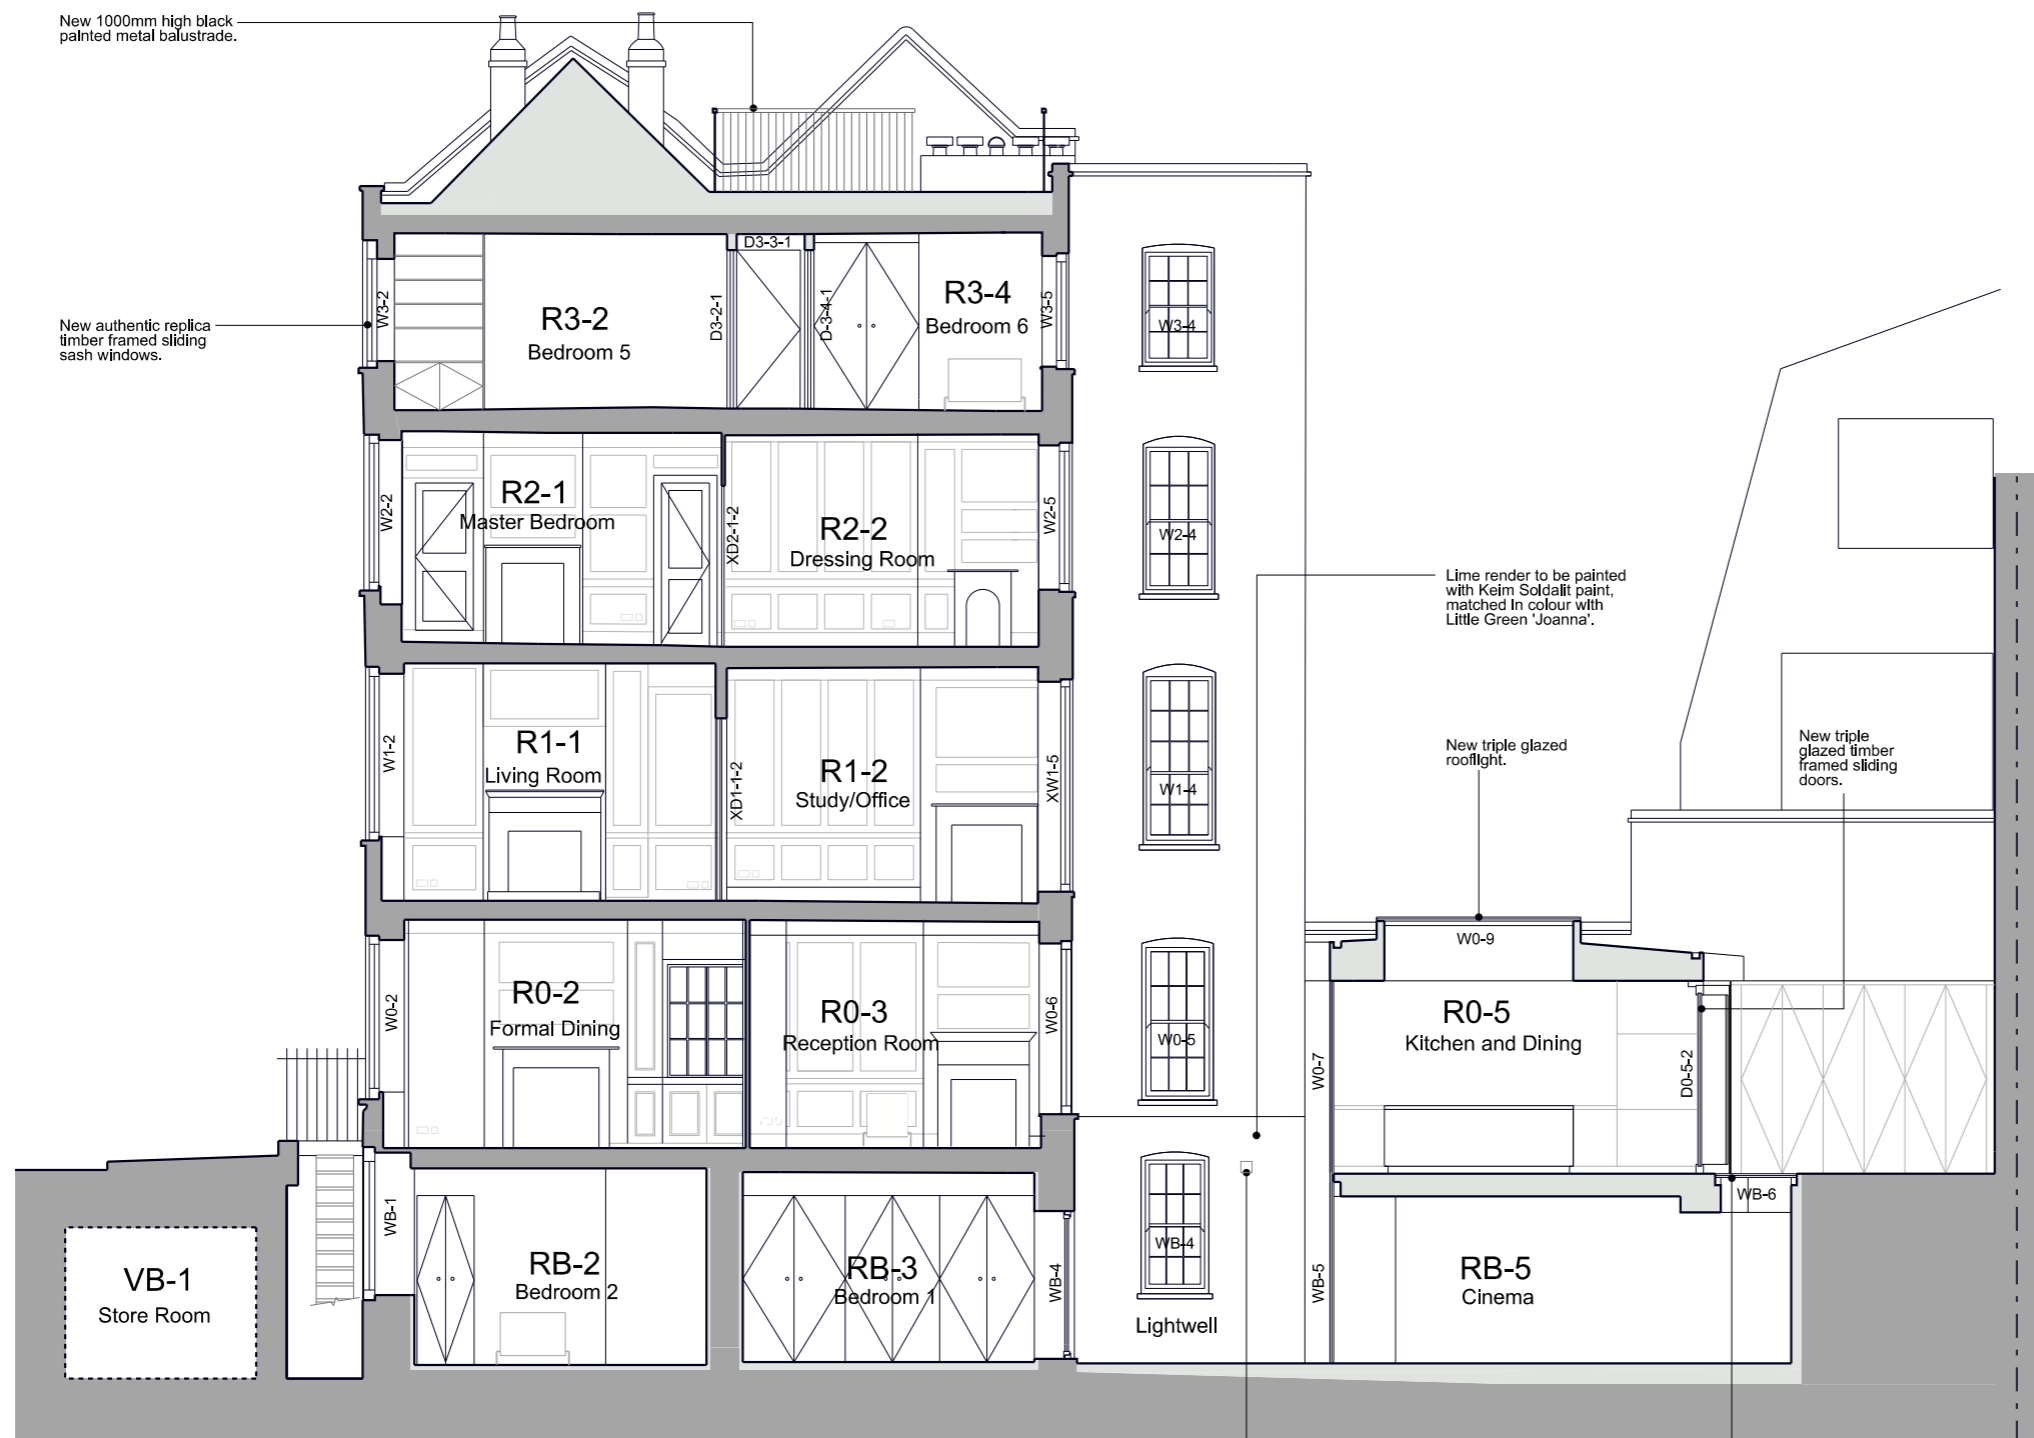 New 1000mm high black
painted metal balustrade.
D3-3-1
W3-2
R3-2
Bedroom 5
D3-2-1
D-3-4-1
R3-4
Bedroom 6
W3-5
W3-4
New authentic replica
timber framed sliding
sash windows.
W2-2
R2-1
Master Bedroom
XD2-1-2
R2-2
Dressing Room
W2-5
W2-4
Lime render to be painted
with Keim Soldalit paint,
matched in colour with
Little Green 'Joanna'.
W1-2
R1-1
Living Room
XD1-1-2
R1-2
Study/Office
XW1-5
W1-4
New triple glazed
rooflight.
New triple
glazed timber
framed sliding
doors.
W0-9
W0-2
R0-2
Formal Dining
R0-3
Reception Room
W0-6
W0-5
W0-7
R0-5
Kitchen and Dining
D0-5-2
VB-1
Store Room
WB-1
RB-2
Bedroom 2
RB-3
Bedroom 1
WB-4
WB-4
Lightwell
WB-5
RB-5
Cinema
WB-6